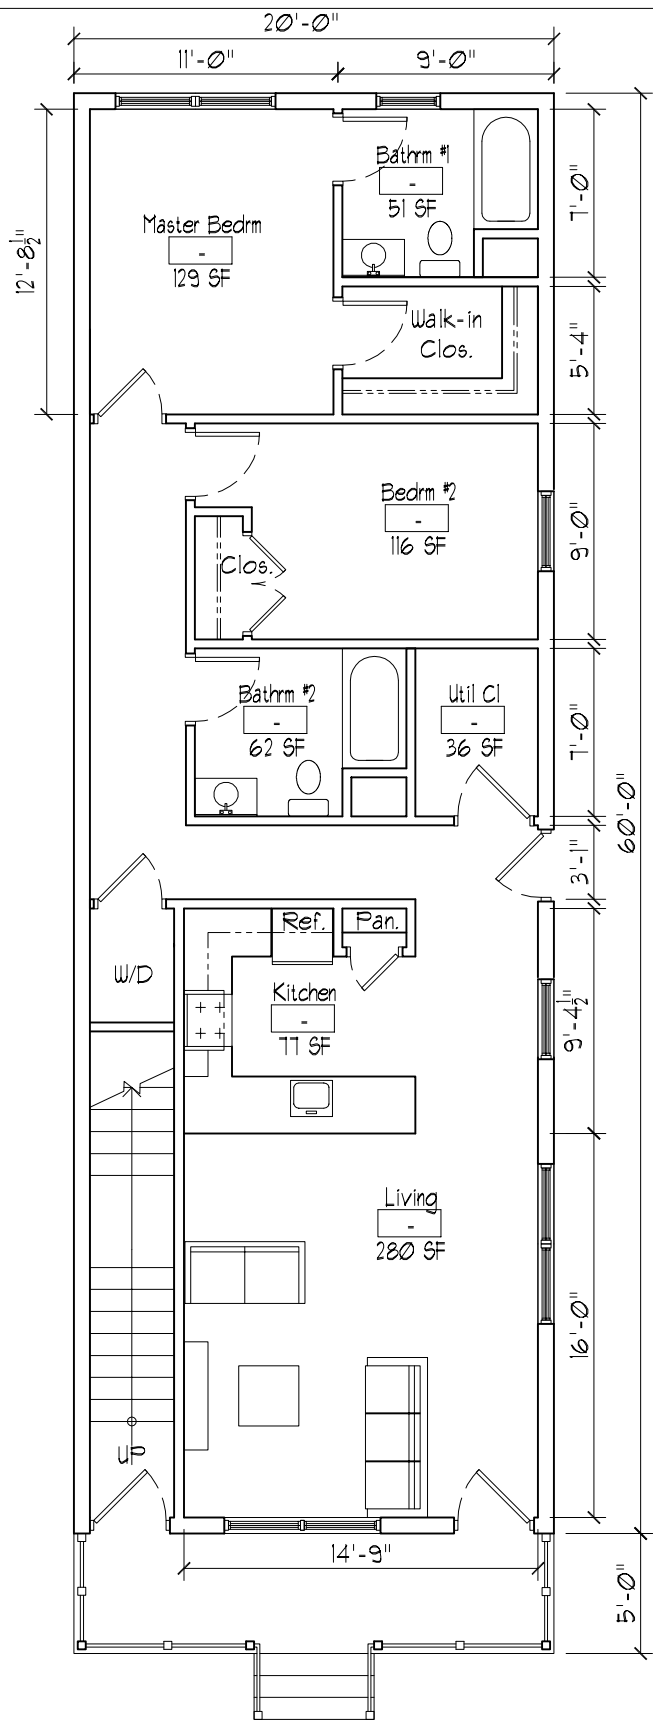 20'-0"
11'-0"
9'-0"
12'-8½"
Master Bedrm
-
129 SF
Bathrm #1
-
51 SF
7'-0"
Walk-in
Clos.
5'-4"
Bedrm #2
-
116 SF
9'-0"
Clos.
Bathrm #2
-
62 SF
Util Cl
-
36 SF
7'-0"
60'-0"
3'-1"
Ref.
Pan.
W/D
Kitchen
-
77 SF
9'-4½"
Living
-
280 SF
16'-0"
UP
14'-9"
5'-0"